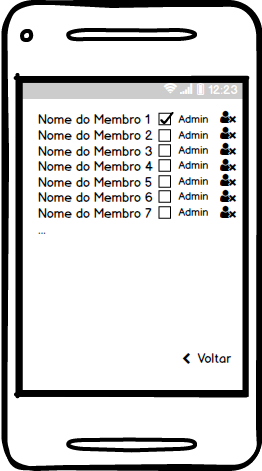 12:23
Nome do Membro 1 Admin
Nome do Membro 2 Admin
Nome do Membro 3 Admin
Nome do Membro 4 Admin
Nome do Membro 5 Admin
Nome do Membro 6 Admin
Nome do Membro 7 Admin
...
Voltar